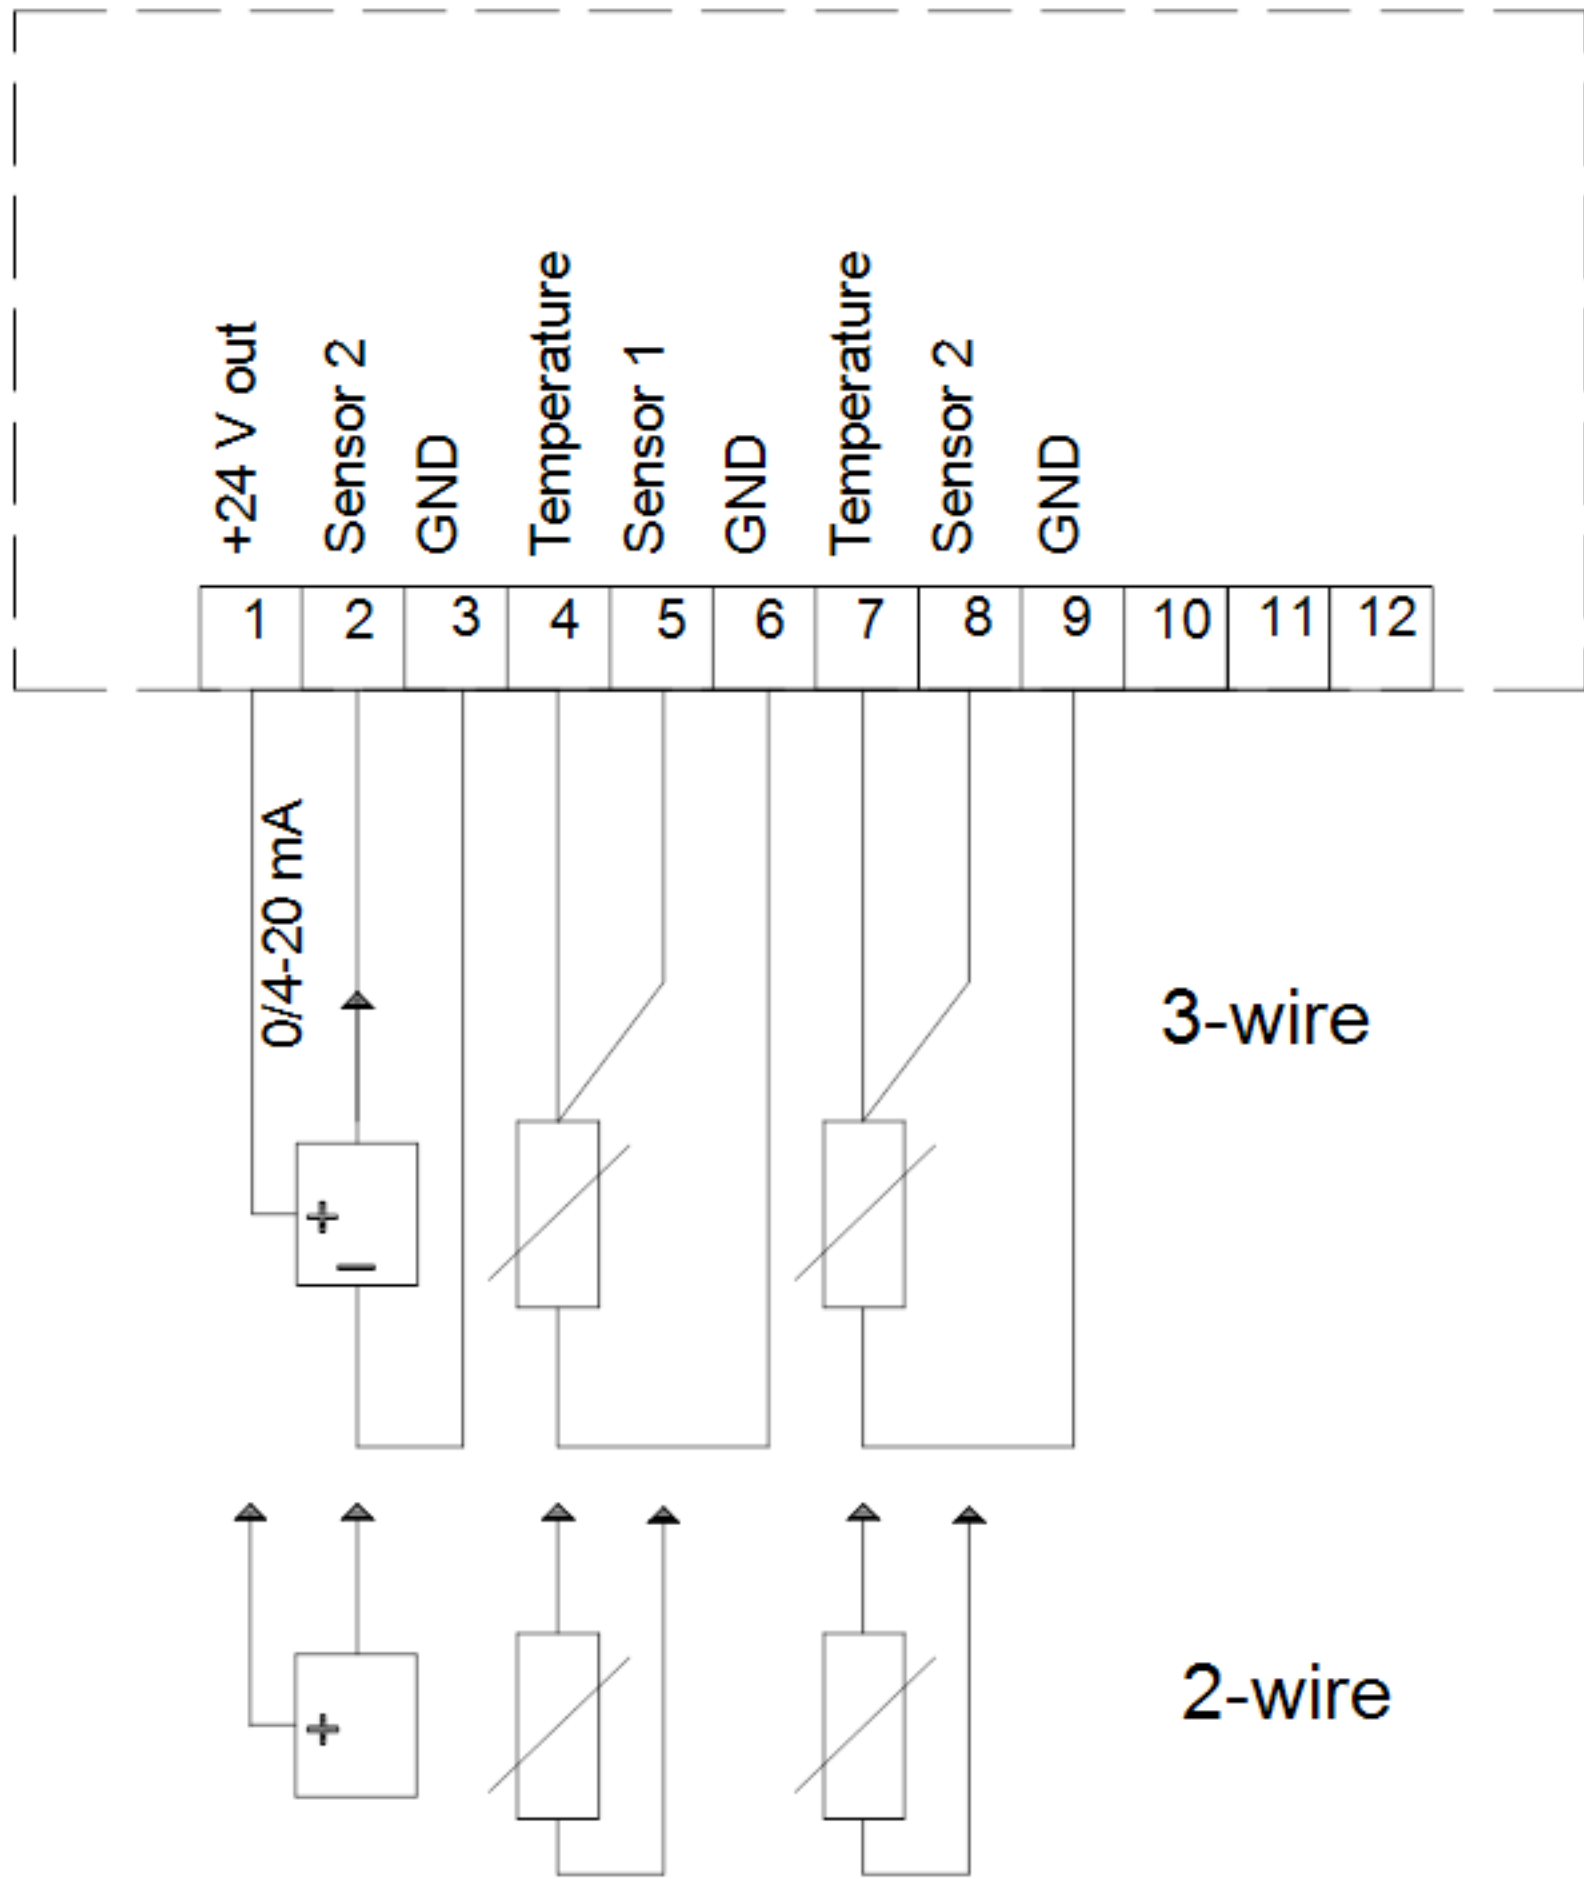 +24 V out
Sensor 2
GND
Temperature
Sensor 1
GND
Temperature
Sensor 2
GND
1 2 3 4 5 6 7 8 9 10 11 12
0/4-20 mA
3-wire
+
−
2-wire
+